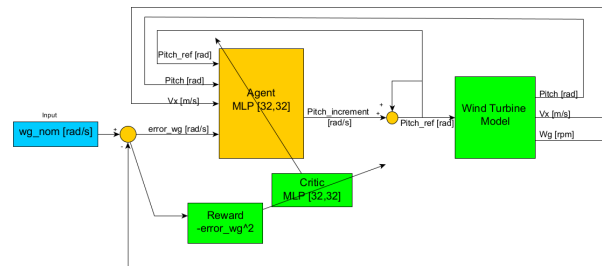 Pitch_ref [rad]
Pitch [rad]
Vx [m/s]
Input
wg_nom [rad/s]
+
-
error_wg [rad/s]
Agent
MLP [32,32]
Pitch_increment
[rad/s]
+
+
Pitch_ref [rad]
Wind Turbine
Model
Pitch [rad]
Vx [m/s]
Wg [rpm]
Critic
MLP [32,32]
Reward
-error_wg^2